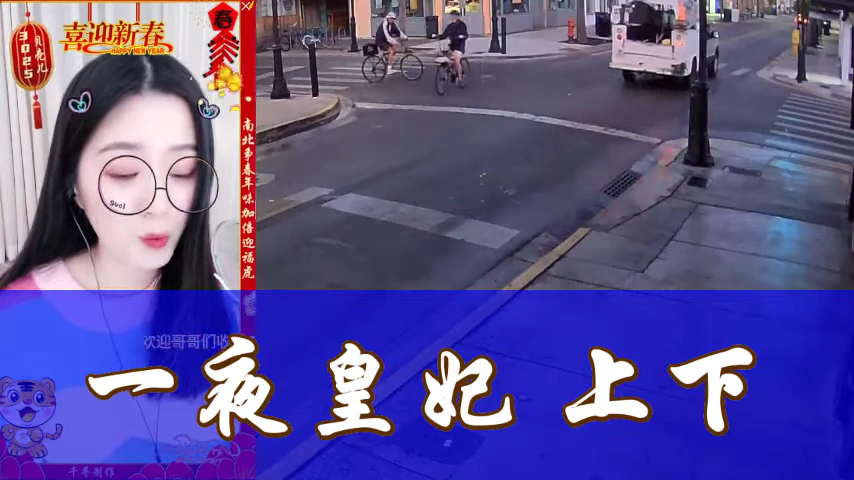 喜迎新春
HAPPY NEW YEAR
春
3025
南北争春年味加倍迎福虎
欢迎哥哥们收
一夜皇妃 上下
千寻制作